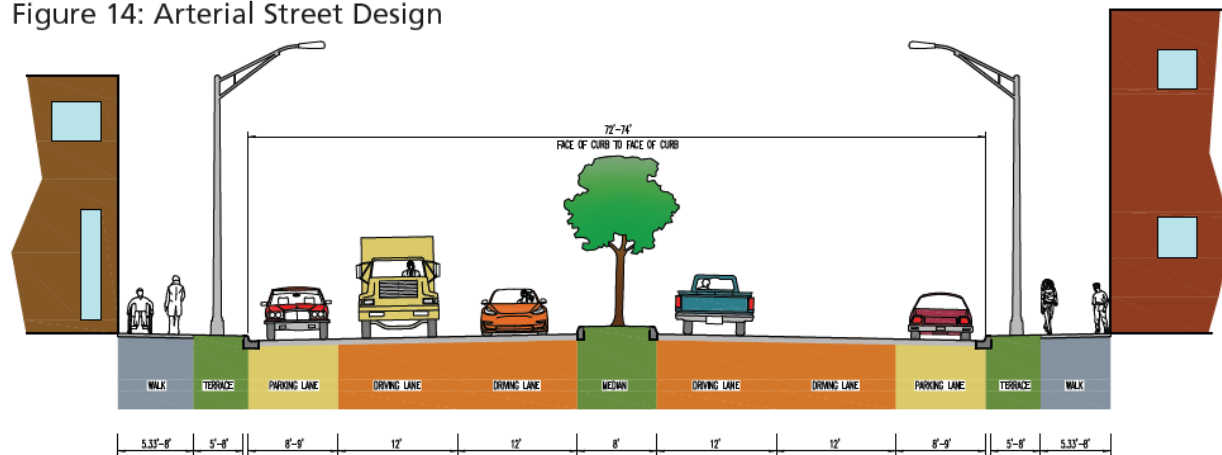 Figure 14: Arterial Street Design
72'-74'
FACE OF CURB TO FACE OF CURB
WALK TERRACE PARKING LANE DRIVING LANE DRIVING LANE MEDIAN DRIVING LANE DRIVING LANE PARKING LANE TERRACE WALK
5.33'-8' 5'-8' 8'-9' 12' 12' 8' 12' 12' 8'-9' 5'-8' 5.33'-8'